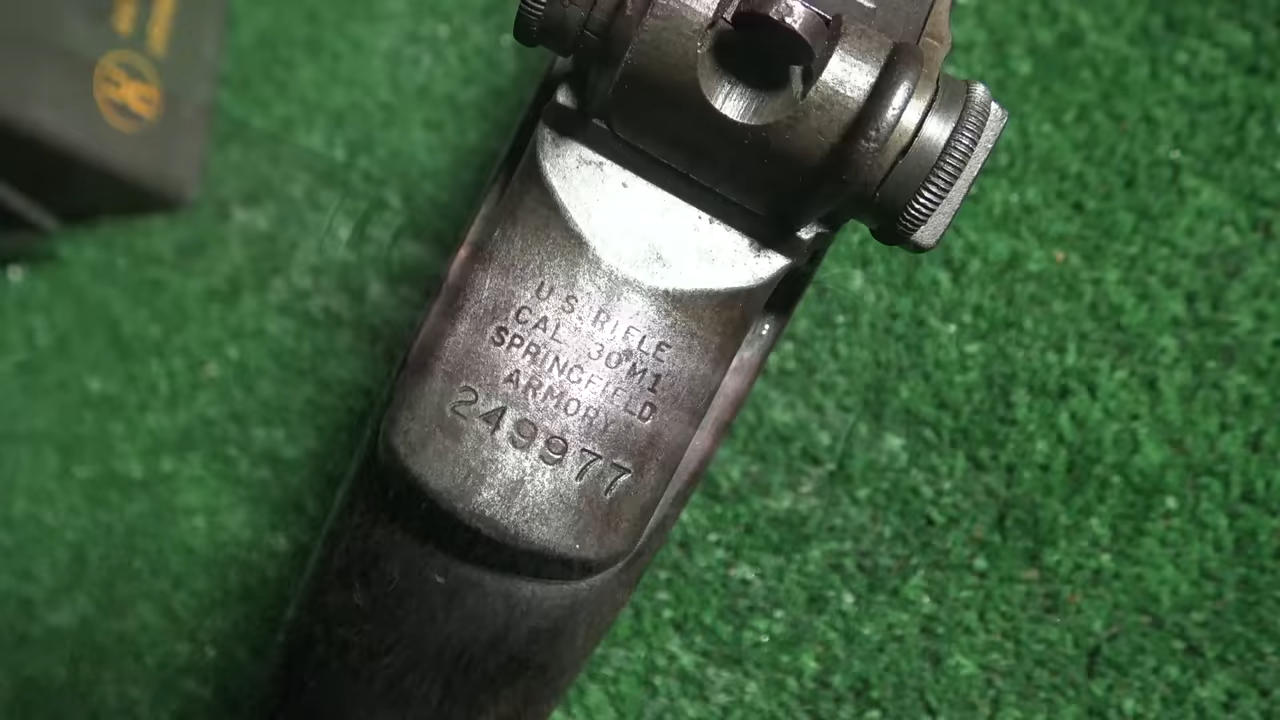 U.S. RIFLE
CAL. .30 M1
SPRINGFIELD
ARMORY
249977